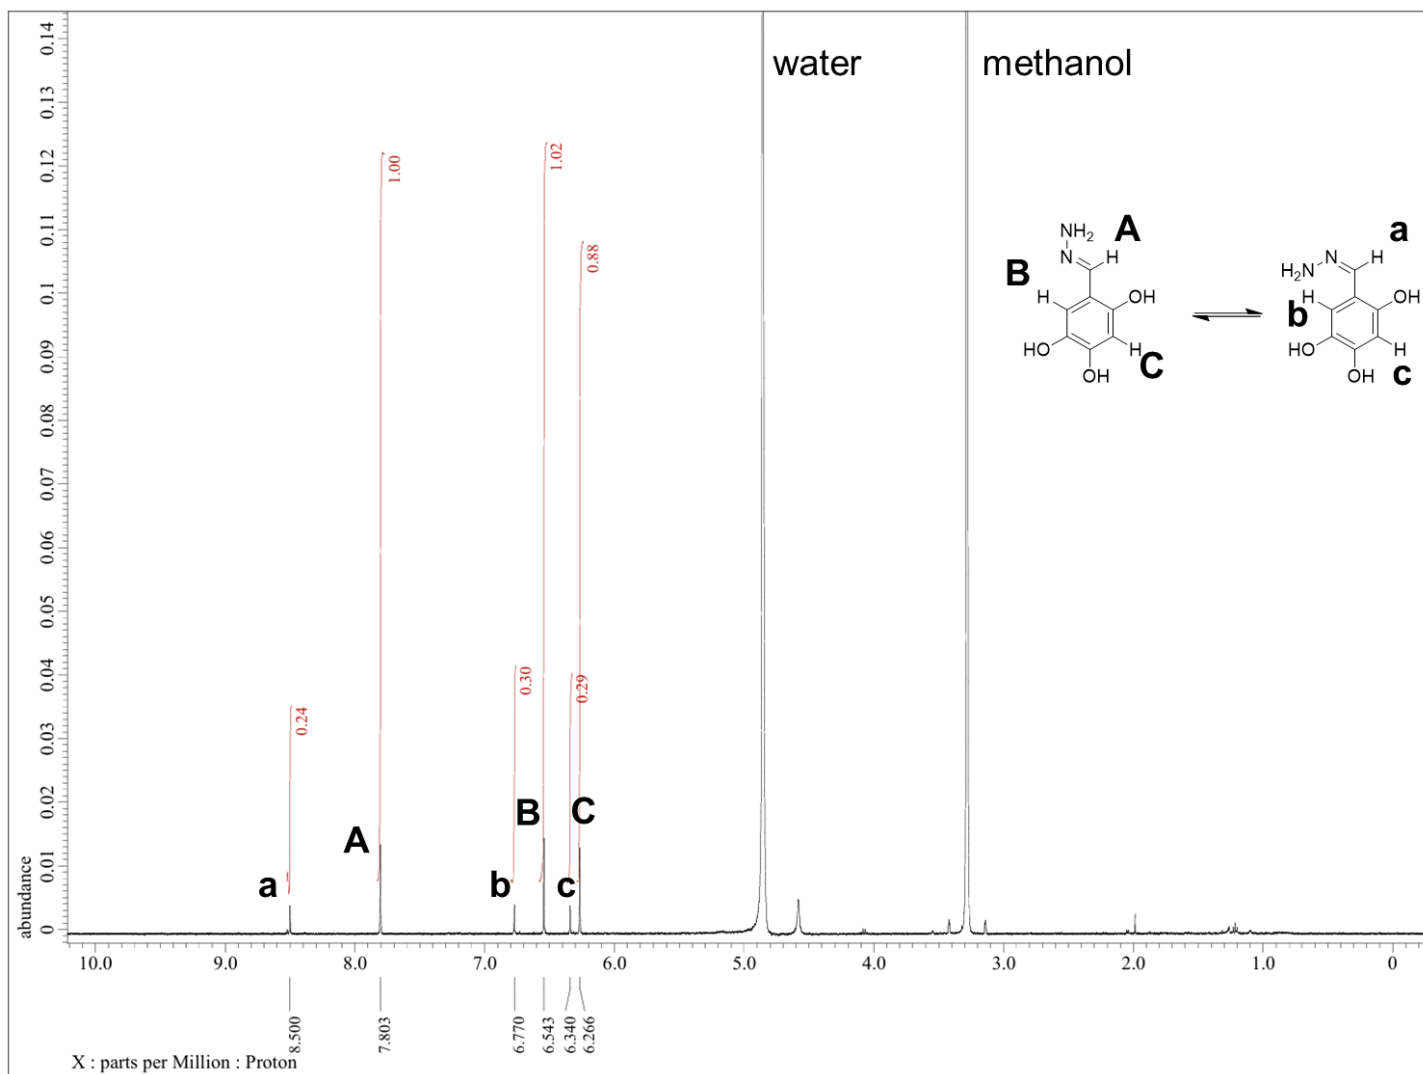 water
methanol
0.14
0.13
0.12
0.11
0.1
0.09
0.08
0.07
0.06
0.05
0.04
0.03
0.02
0.01
0
abundance
1.00
1.02
0.88
0.24
0.30
0.29
a
A
b
B
c
C
NH2
A
N
H
B
H
OH
HO
H
C
OH
a
N
H
H2N
H
OH
b
HO
H
OH
c
10.0 9.0 8.0 7.0 6.0 5.0 4.0 3.0 2.0 1.0 0
8.500
7.803
6.770
6.543
6.340
6.266
X : parts per Million : Proton